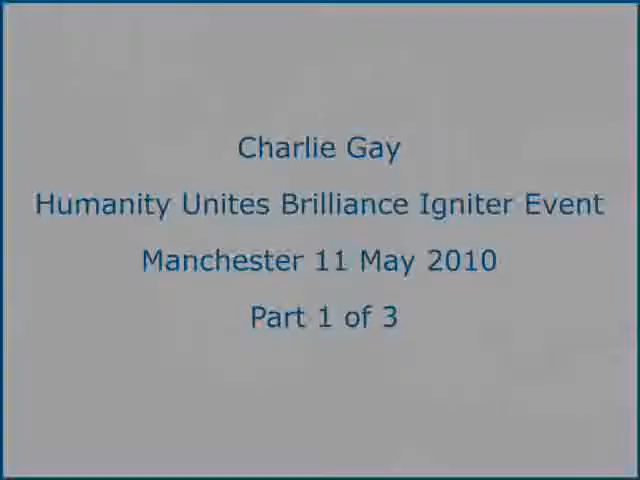 Charlie Gay
Humanity Unites Brilliance Igniter Event
Manchester 11 May 2010
Part 1 of 3